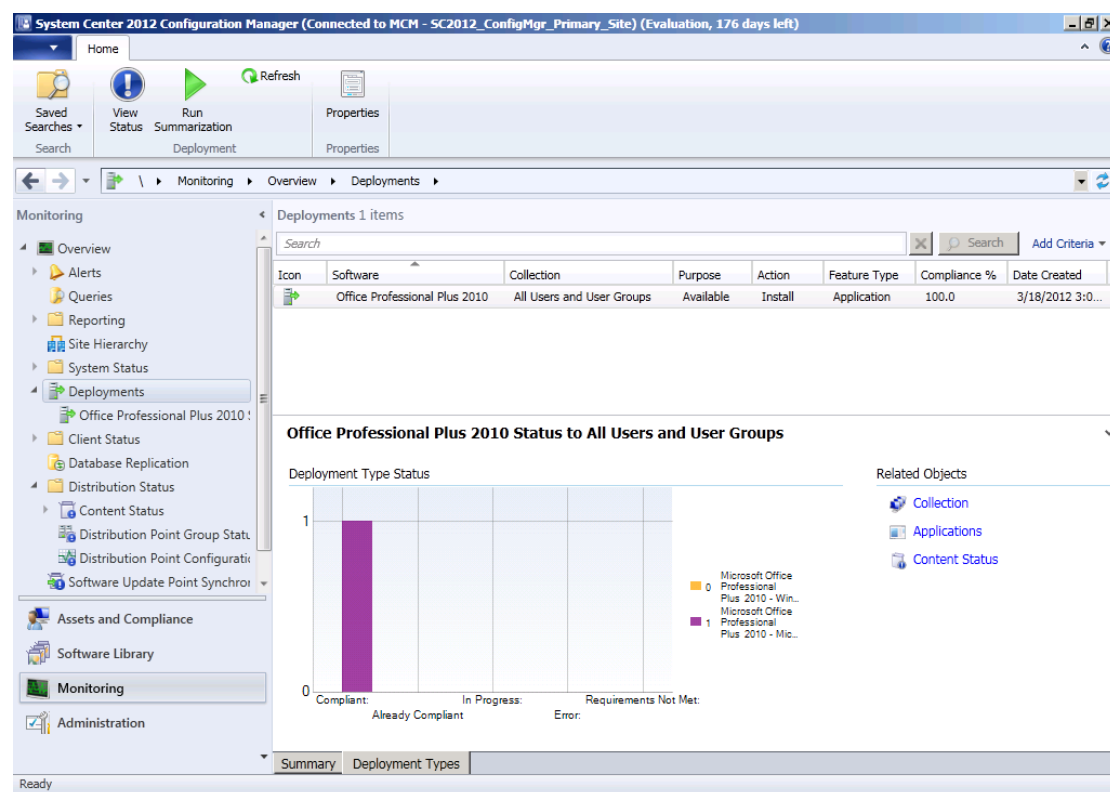 System Center 2012 Configuration Manager (Connected to MCM - SC2012_ConfigMgr_Primary_Site) (Evaluation, 176 days left)
Home
Saved Searches
View Status
Run Summarization
Refresh
Properties
Search
Deployment
Properties
\ Monitoring Overview Deployments
Monitoring
Overview
Alerts
Queries
Reporting
Site Hierarchy
System Status
Deployments
Office Professional Plus 2010
Client Status
Database Replication
Distribution Status
Content Status
Distribution Point Group Statu
Distribution Point Configuratio
Software Update Point Synchror
Assets and Compliance
Software Library
Monitoring
Administration
Deployments 1 items
Search
Search
Add Criteria
Icon Software Collection Purpose Action Feature Type Compliance % Date Created
Office Professional Plus 2010 All Users and User Groups Available Install Application 100.0 3/18/2012 3:0...
Office Professional Plus 2010 Status to All Users and User Groups
Deployment Type Status
1
0
Compliant: In Progress: Requirements Not Met:
Already Compliant Error:
0 Microsoft Office
Professional
Plus 2010 - Win...
1 Microsoft Office
Professional
Plus 2010 - Mic...
Related Objects
Collection
Applications
Content Status
Summary Deployment Types
Ready